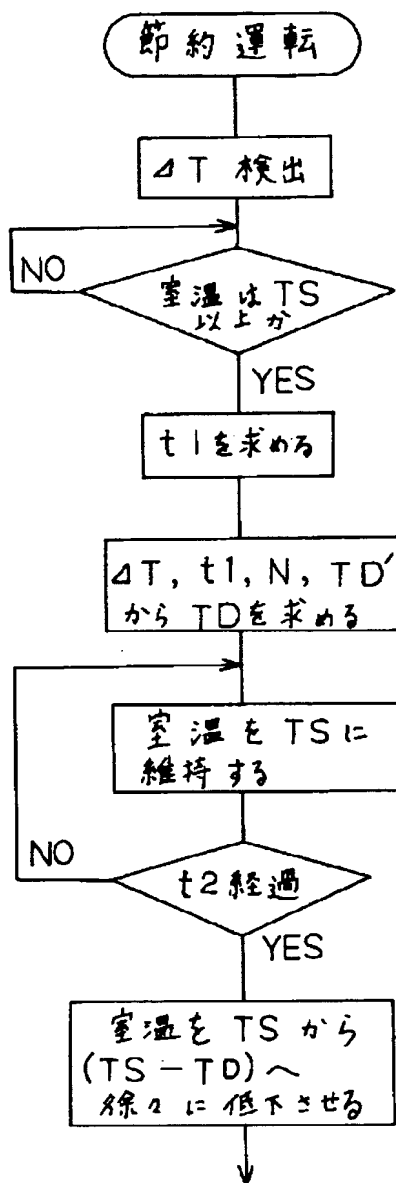 節約運転
ΔT 検出
NO
室温は TS
以上か
YES
t1を求める
ΔT, t1, N, TD′
からTDを求める
室温をTSに
維持する
NO
t2経過
YES
室温をTSから
(TS-TD)へ
徐々に低下させる